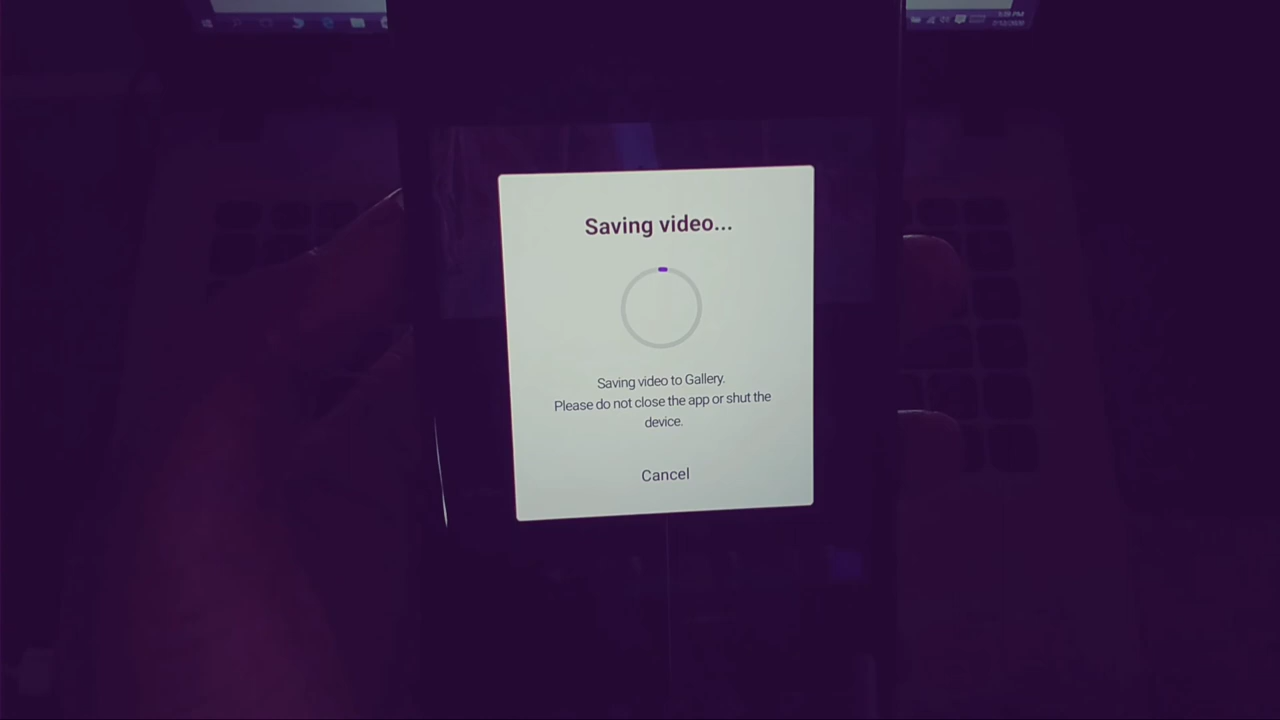 Saving video...
Saving video to Gallery.
Please do not close the app or shut the
device.
Cancel